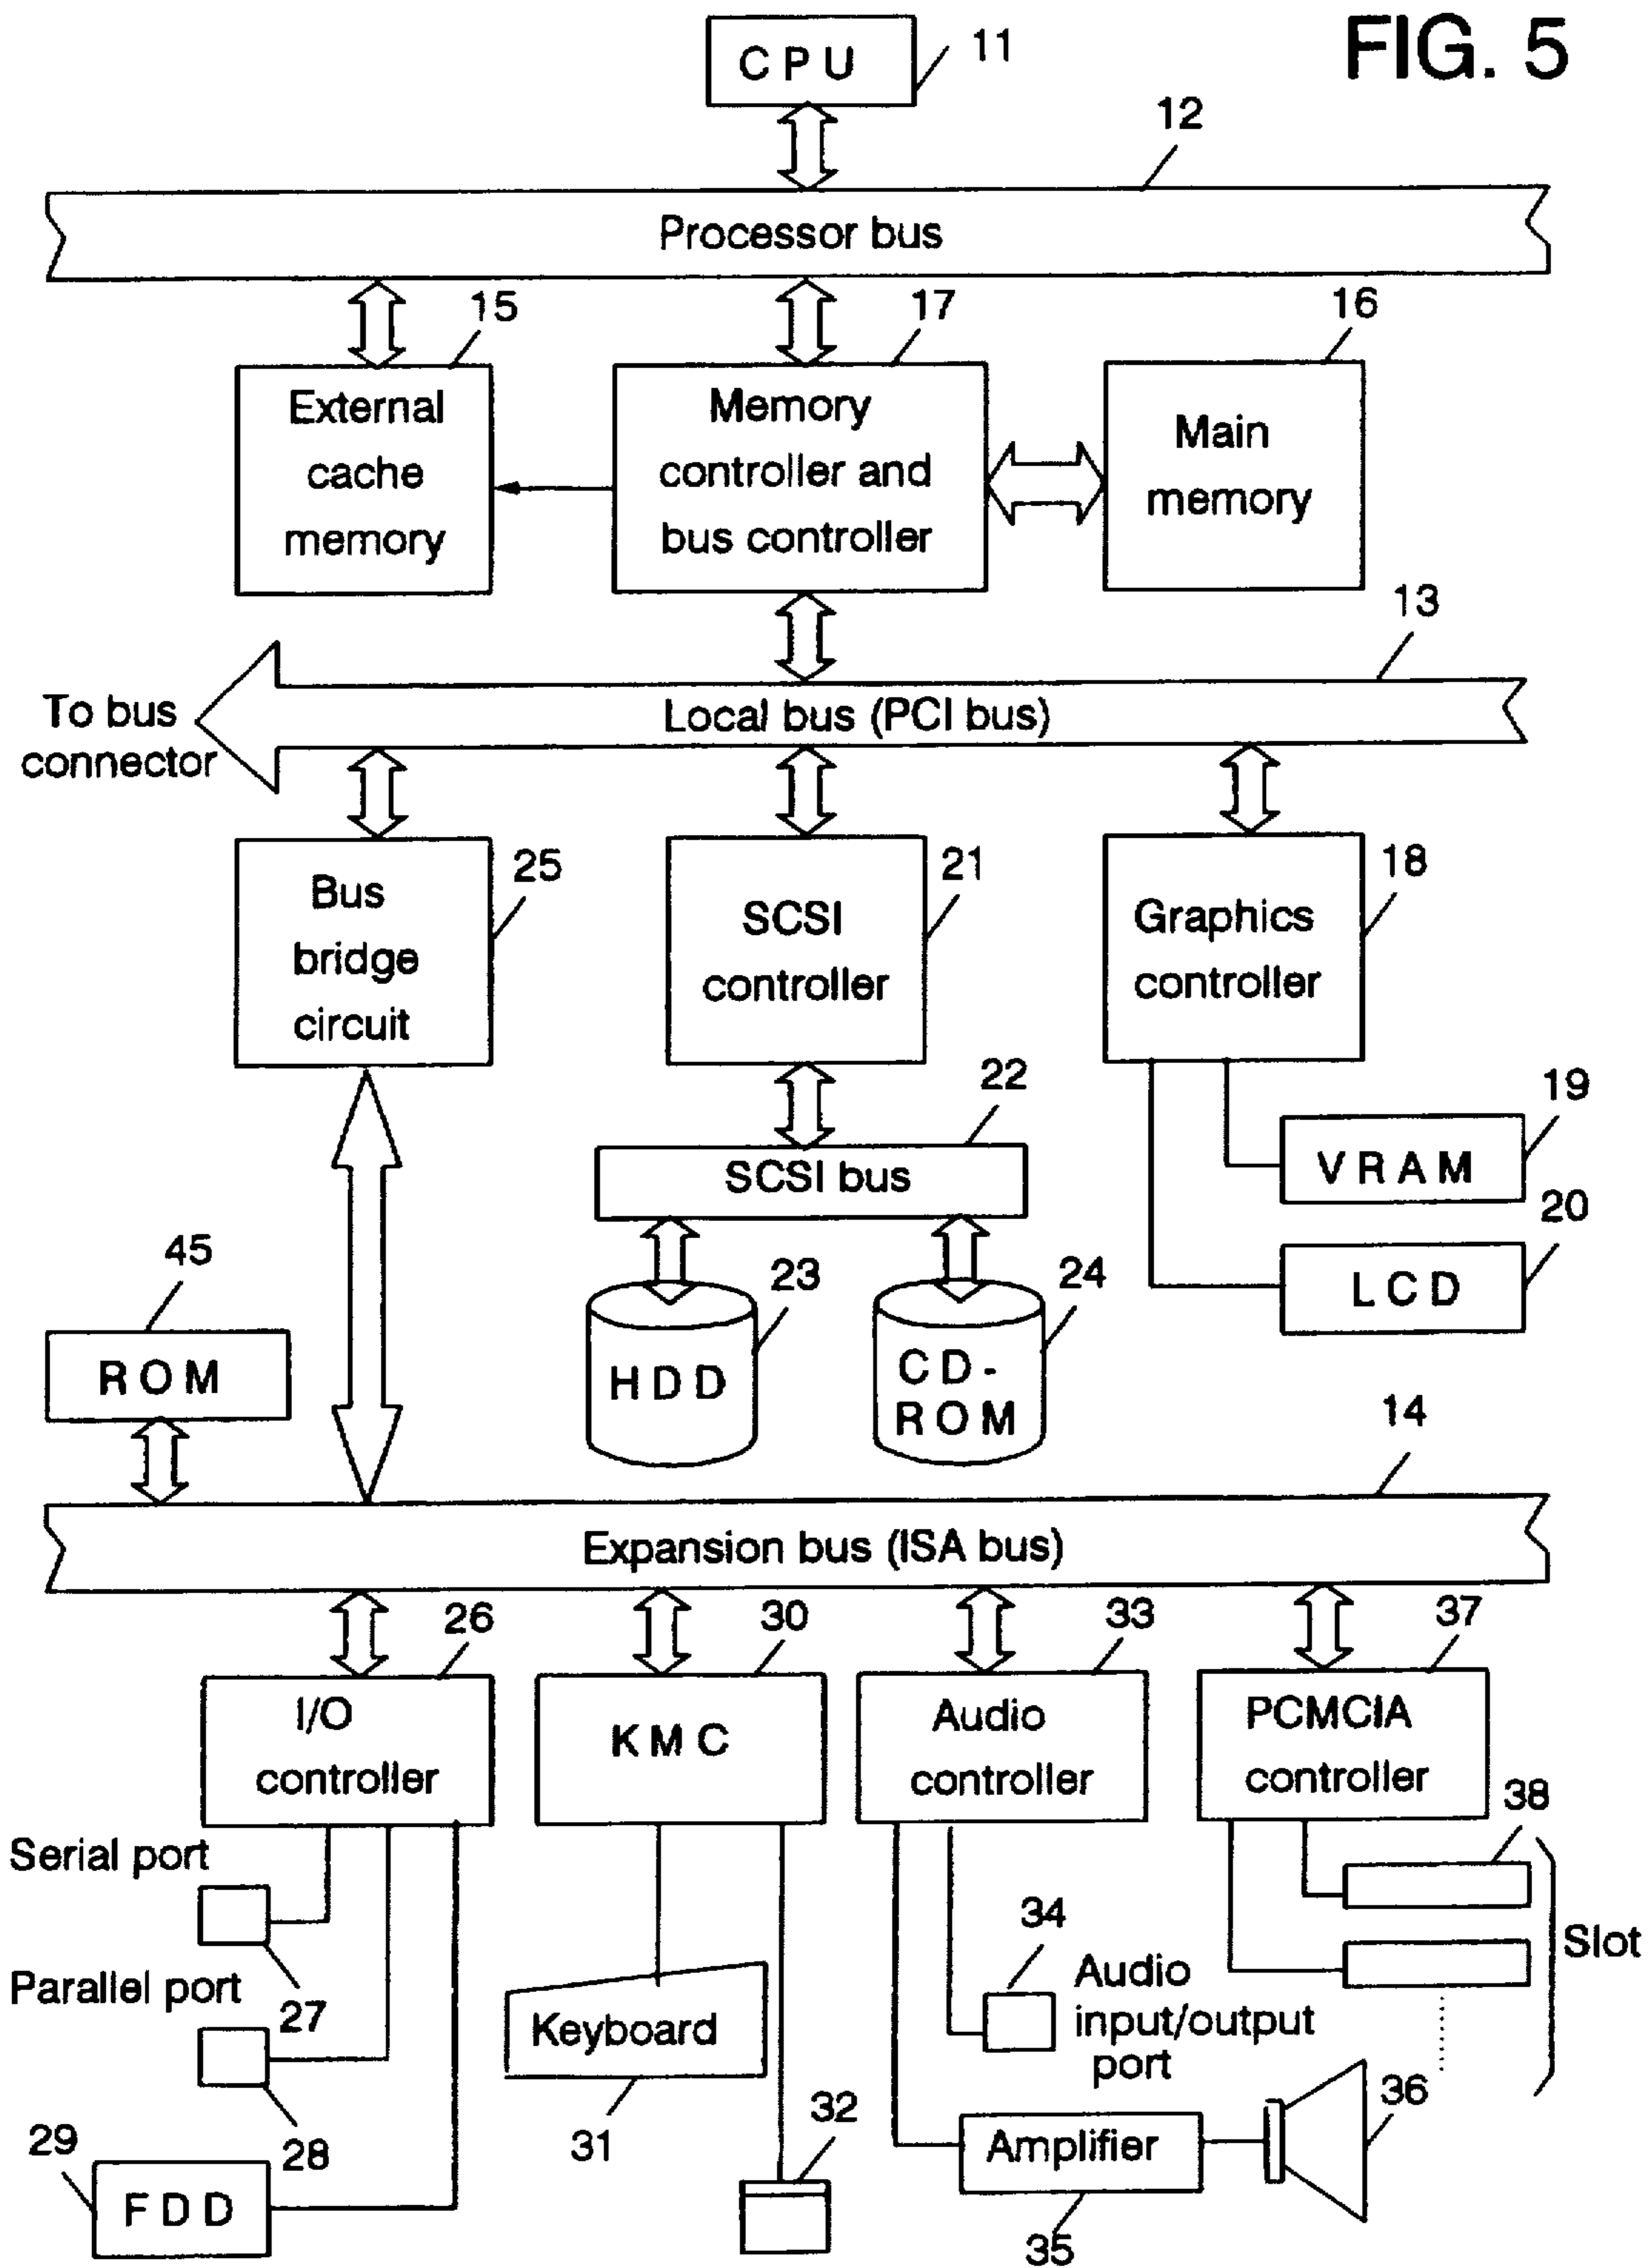 FIG. 5
CPU
11
12
Processor bus
15
17
16
External
cache
memory
Memory
controller and
bus controller
Main
memory
13
To bus
connector
Local bus (PCI bus)
25
21
18
Bus
bridge
circuit
SCSI
controller
Graphics
controller
22
19
SCSI bus
VRAM
20
45
23
24
LCD
ROM
HDD
CD-
ROM
14
Expansion bus (ISA bus)
26
30
33
37
I/O
controller
KMC
Audio
controller
PCMCIA
controller
38
Serial port
34
Slot
Parallel port
27
Keyboard
Audio
input/output
port
31
32
36
29
28
Amplifier
FDD
35